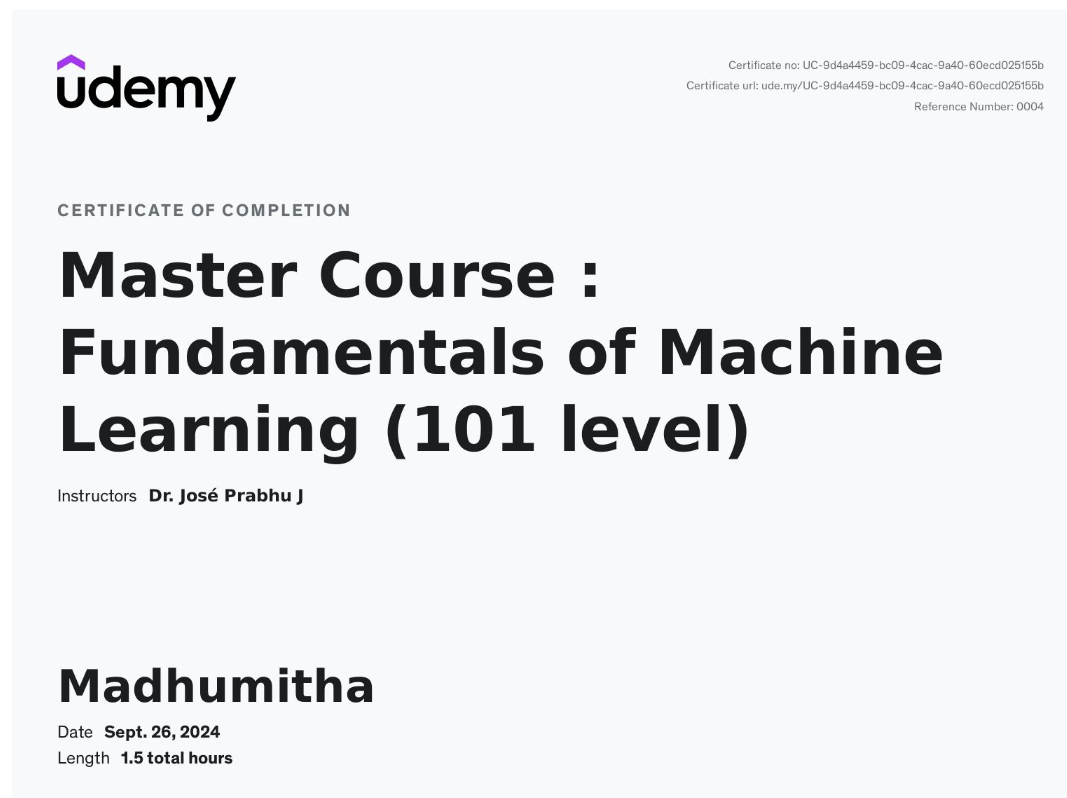 udemy
Certificate no: UC-9d4a4459-bc09-4cac-9a40-60ecd025155b
Certificate url: ude.my/UC-9d4a4459-bc09-4cac-9a40-60ecd025155b
Reference Number: 0004
CERTIFICATE OF COMPLETION
Master Course :
Fundamentals of Machine
Learning (101 level)
Instructors Dr. José Prabhu J
Madhumitha
Date Sept. 26, 2024
Length 1.5 total hours